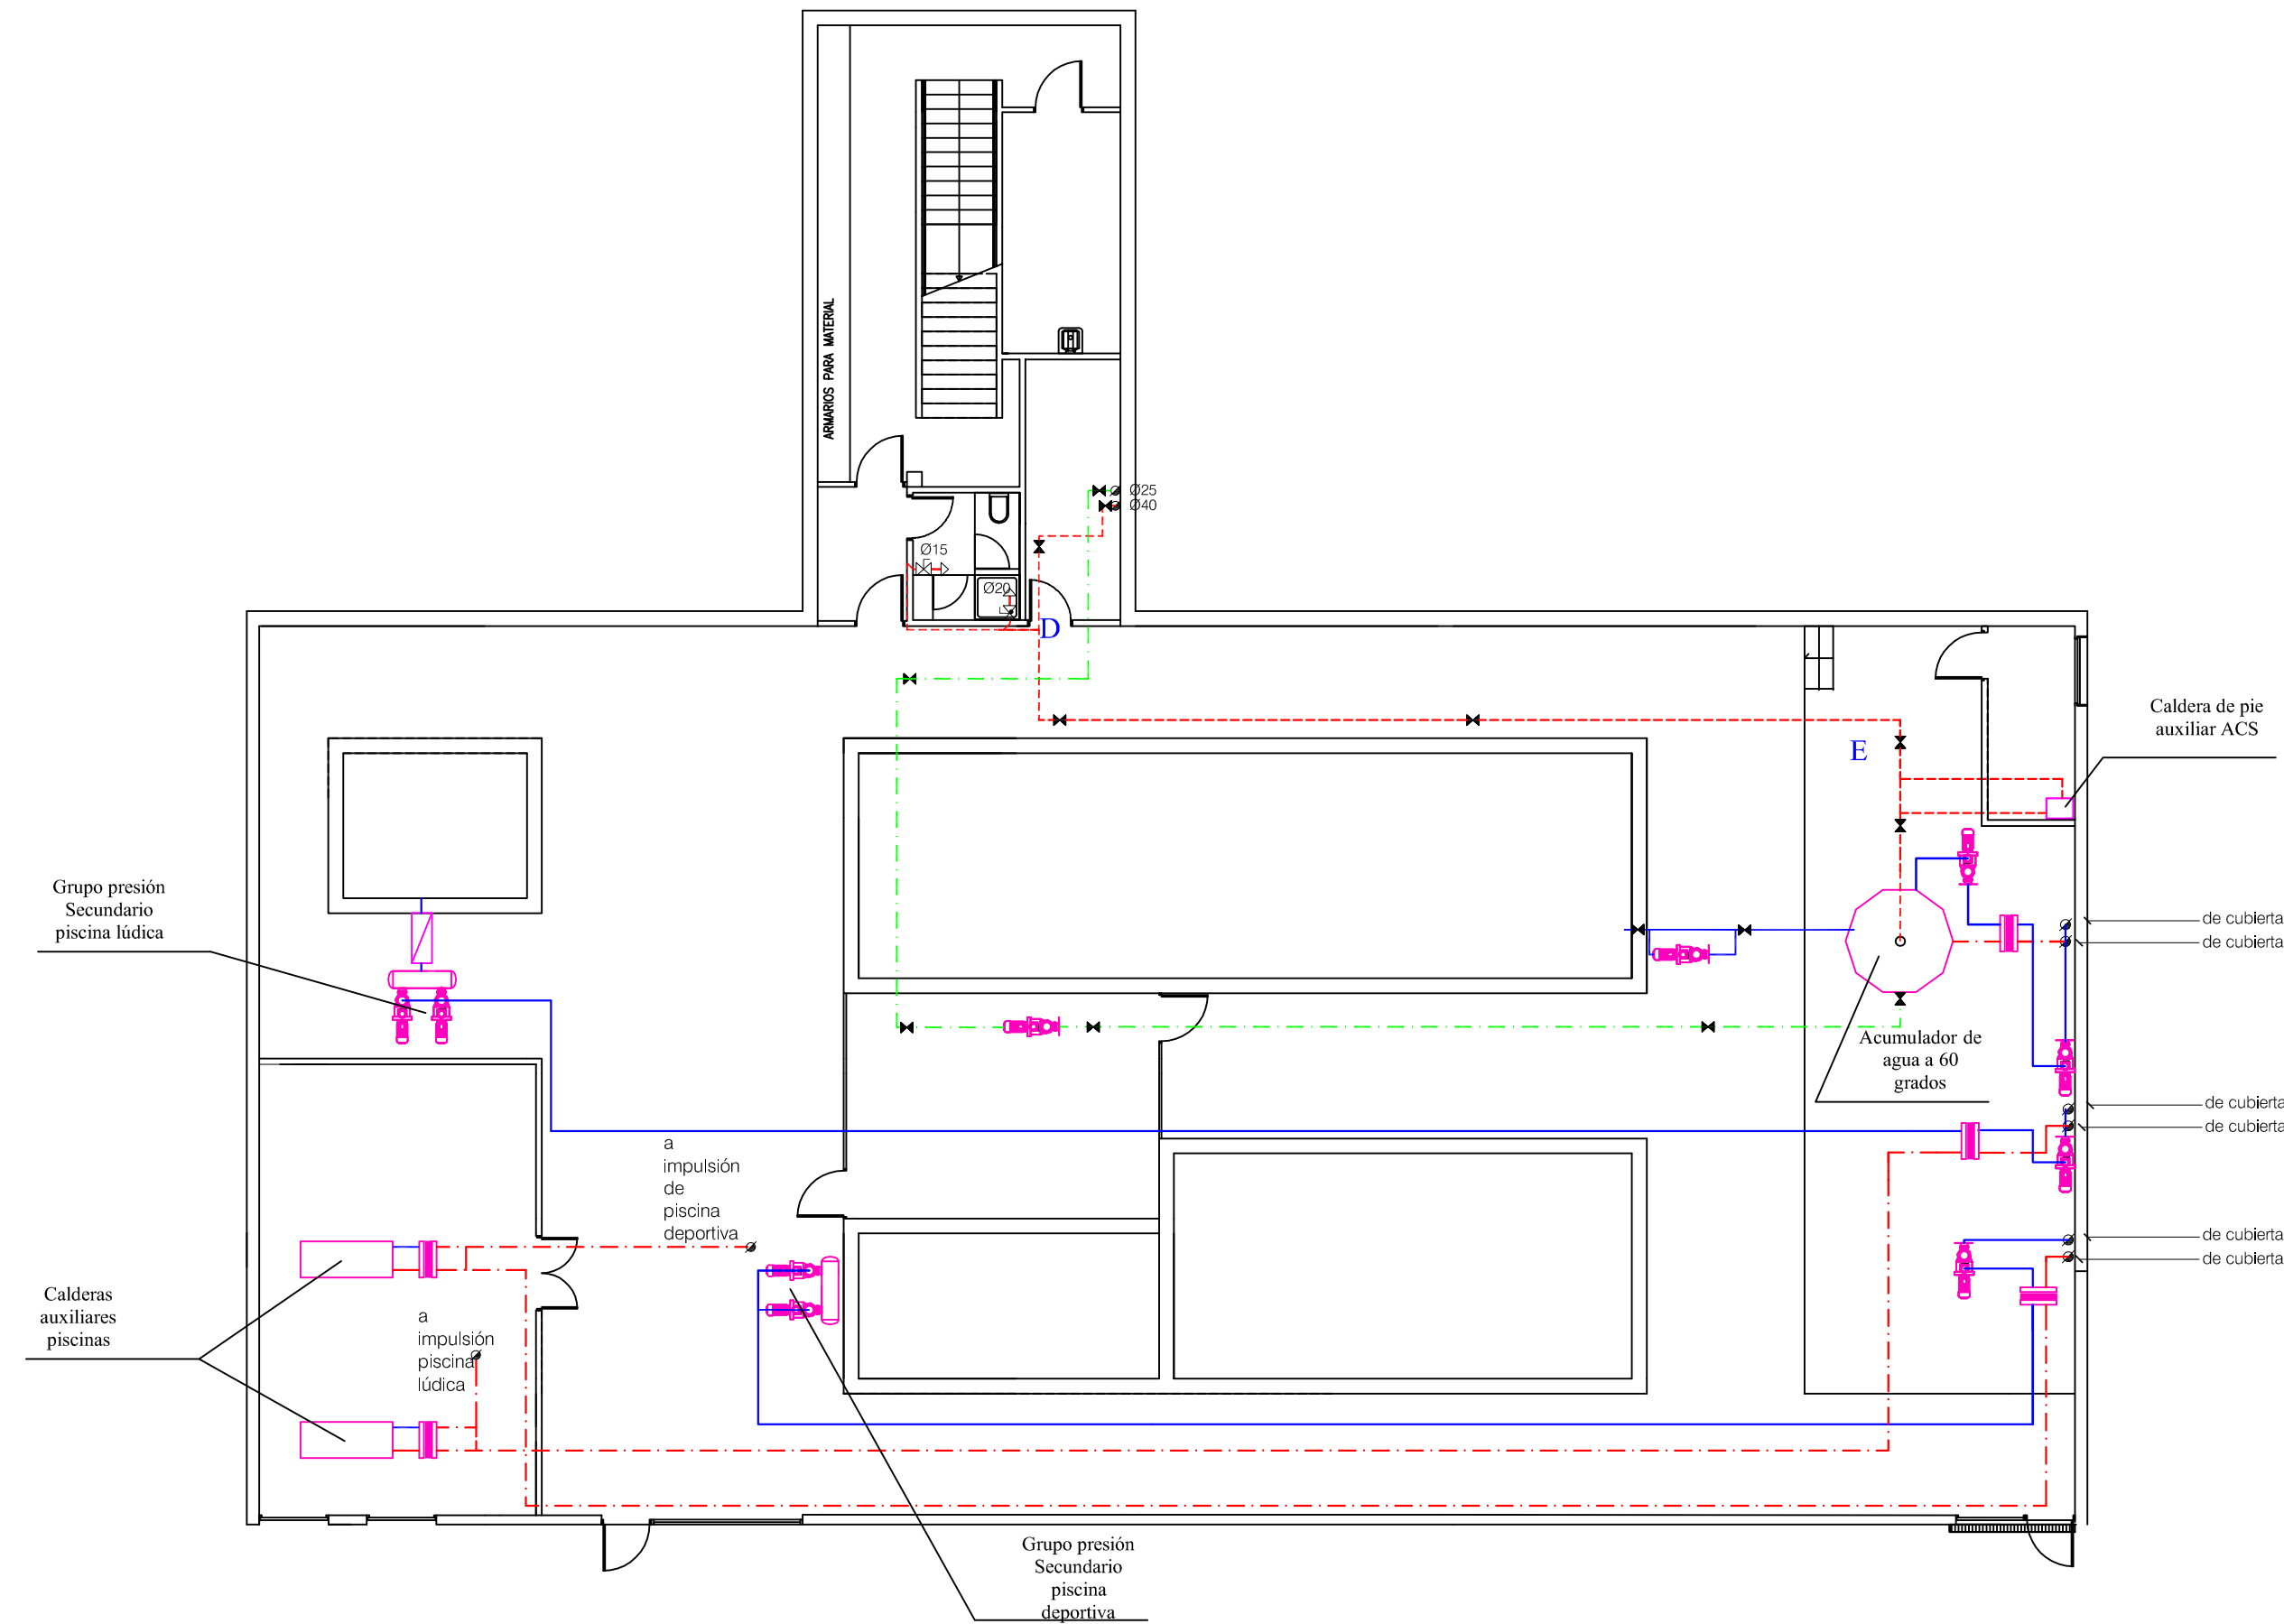 ARMARIOS PARA MATERIAL
Ø25
Ø40
Ø15
Ø20
D
E
Caldera de pie
auxiliar ACS
Grupo presión
Secundario
piscina lúdica
de cubierta
de cubierta
Acumulador de
agua a 60
grados
de cubierta
de cubierta
a
impulsión
de
piscina
deportiva
de cubierta
de cubierta
Calderas
auxiliares
piscinas
a
impulsión
piscina
lúdica
Grupo presión
Secundario
piscina
deportiva